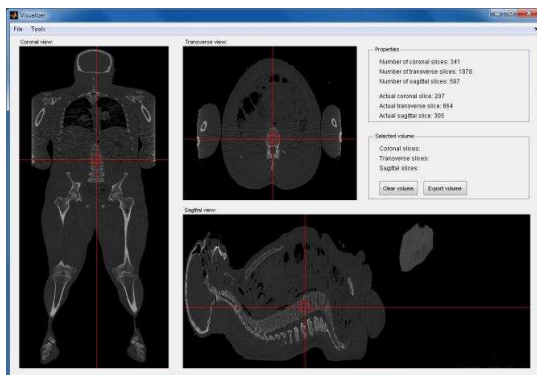 Visualizer
File Tools
Coronal view:
Transverse view:
Properties
Number of coronal slices: 341
Number of transverse slices: 1878
Number of sagittal slices: 587
Actual coronal slice: 207
Actual transverse slice: 664
Actual sagittal slice: 305
Selected volume
Coronal slices:
Transverse slices:
Sagittal slices:
Clear volume
Export volume
Sagittal view: